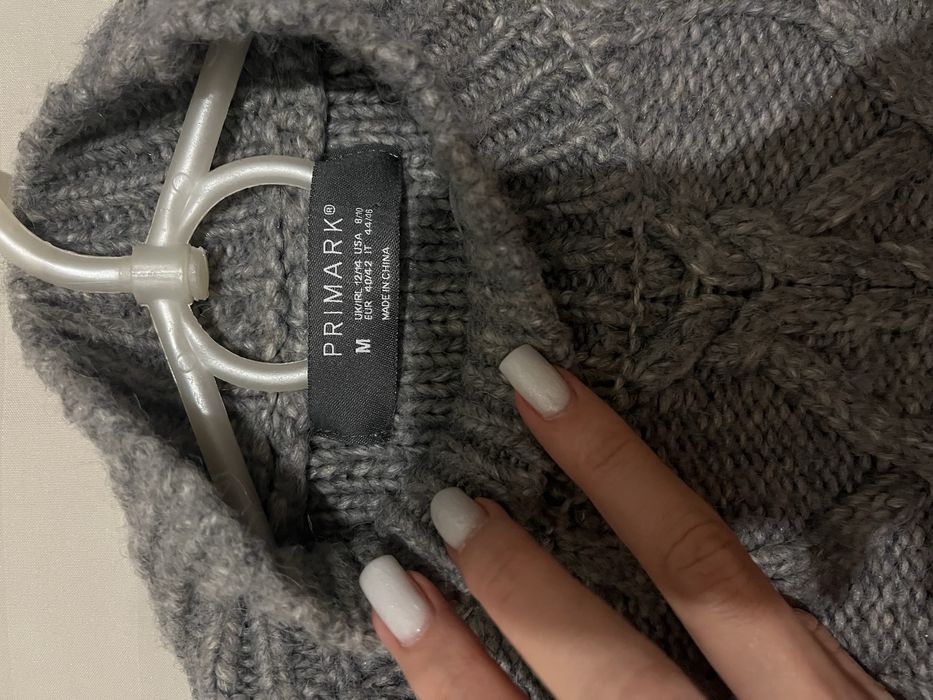 PRIMARK®
M UK/IRL 12/14 USA 8/10
EUR 40/42 IT 44/46
MADE IN CHINA